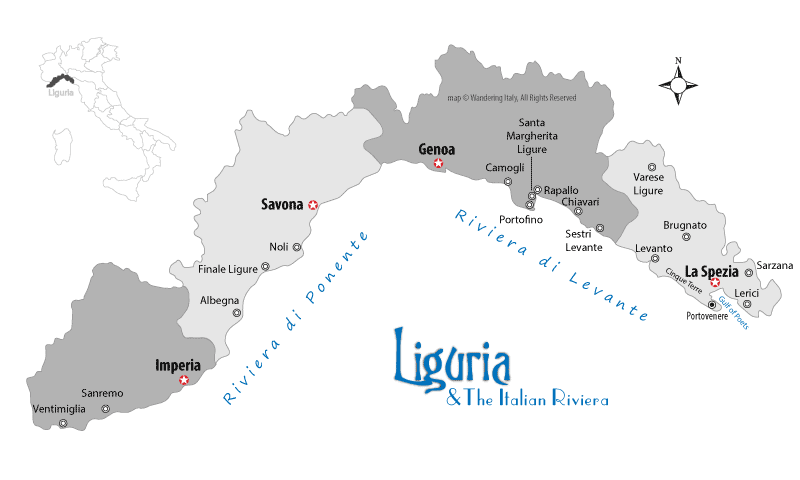 Liguria
N
map © Wandering Italy, All Rights Reserved
Genoa
Santa
Margherita
Ligure
Camogli
Rapallo
Chiavari
Portofino
Sestri
Levante
Varese
Ligure
Brugnato
Levanto
La Spezia
Sarzana
Cinque Terre
Lerici
Portovenere
Gulf of Poets
Savona
Noli
Finale Ligure
Albegna
Imperia
Sanremo
Ventimiglia
Riviera di Ponente
Riviera di Levante
Liguria
& The Italian Riviera